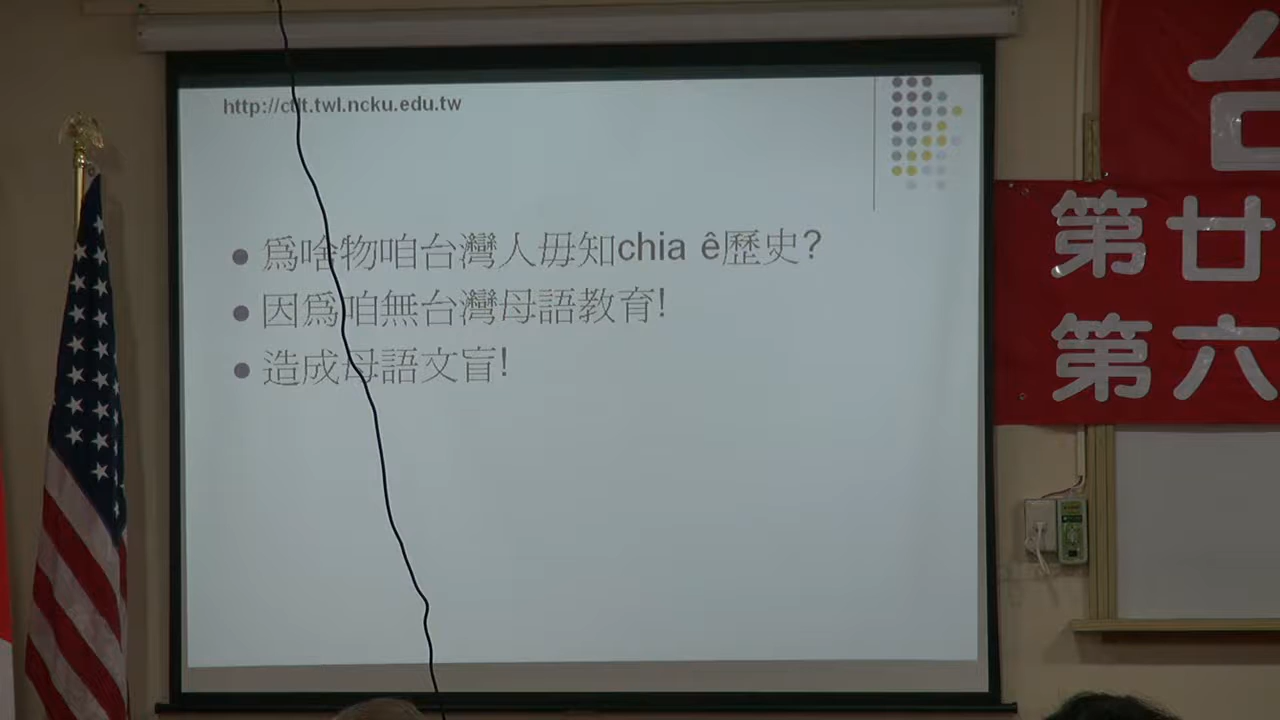 http://ctlt.twl.ncku.edu.tw
為啥物咱台灣人毋知chia ê歷史?
因為咱無台灣母語教育!
造成母語文盲!
台
第廿
第六